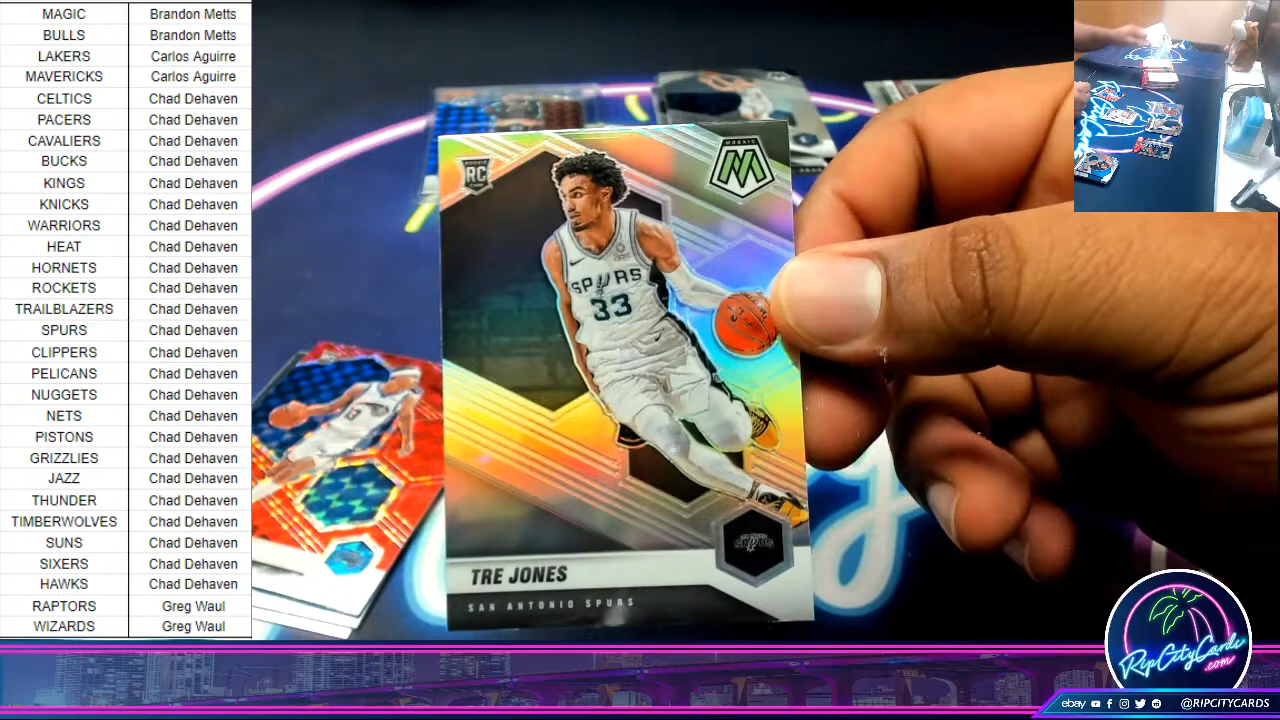 MAGIC Brandon Metts
BULLS Brandon Metts
LAKERS Carlos Aguirre
MAVERICKS Carlos Aguirre
CELTICS Chad Dehaven
PACERS Chad Dehaven
CAVALIERS Chad Dehaven
BUCKS Chad Dehaven
KINGS Chad Dehaven
KNICKS Chad Dehaven
WARRIORS Chad Dehaven
HEAT Chad Dehaven
HORNETS Chad Dehaven
ROCKETS Chad Dehaven
TRAILBLAZERS Chad Dehaven
SPURS Chad Dehaven
CLIPPERS Chad Dehaven
PELICANS Chad Dehaven
NUGGETS Chad Dehaven
NETS Chad Dehaven
PISTONS Chad Dehaven
GRIZZLIES Chad Dehaven
JAZZ Chad Dehaven
THUNDER Chad Dehaven
TIMBERWOLVES Chad Dehaven
SUNS Chad Dehaven
SIXERS Chad Dehaven
HAWKS Chad Dehaven
RAPTORS Greg Waul
WIZARDS Greg Waul
MOSAIC
M
RC
SPURS
33
SPURS
TRE JONES
SAN ANTONIO SPURS
RipCityCards
.com
ebay @RIPCITYCARDS